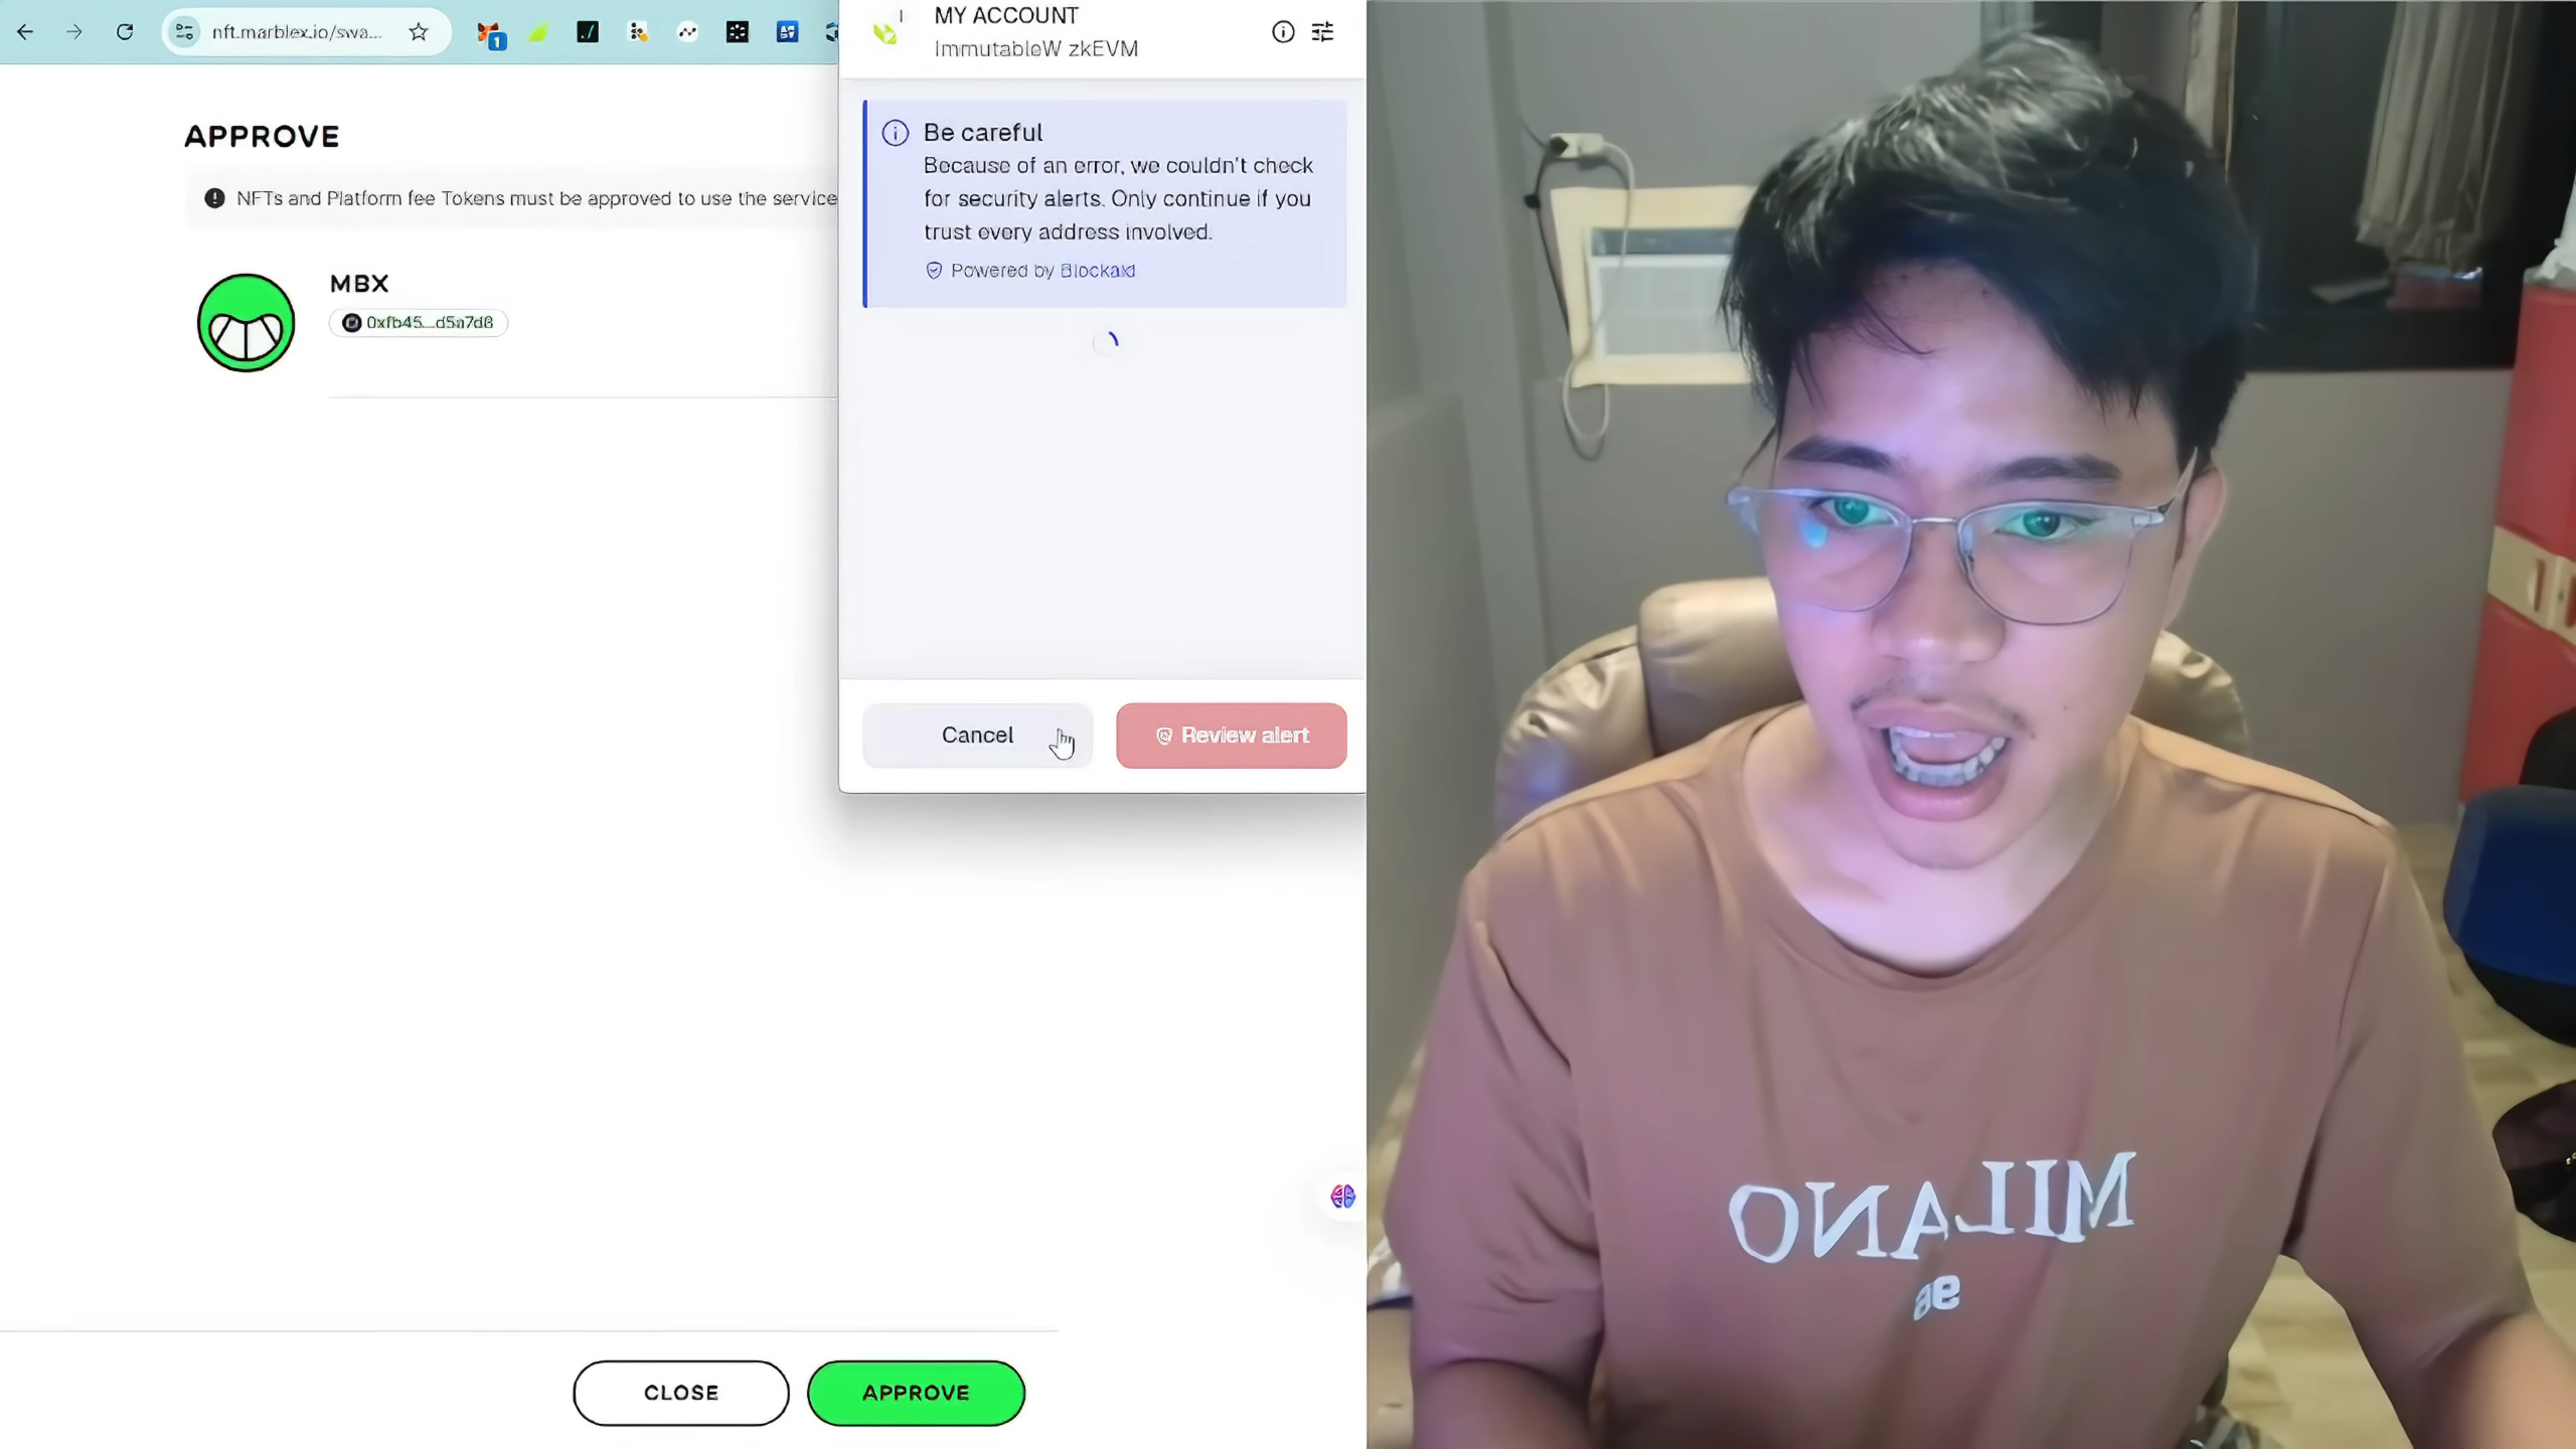 nft.marblex.io/swa...
1
APPROVE
NFTs and Platform fee Tokens must be approved to use the service
MBX
0xfb45...d5a7d8
MY ACCOUNT
ImmutableW zkEVM
Be careful
Because of an error, we couldn't check
for security alerts. Only continue if you
trust every address involved.
Powered by Blockaid
Cancel
Review alert
CLOSE
APPROVE
MILANO